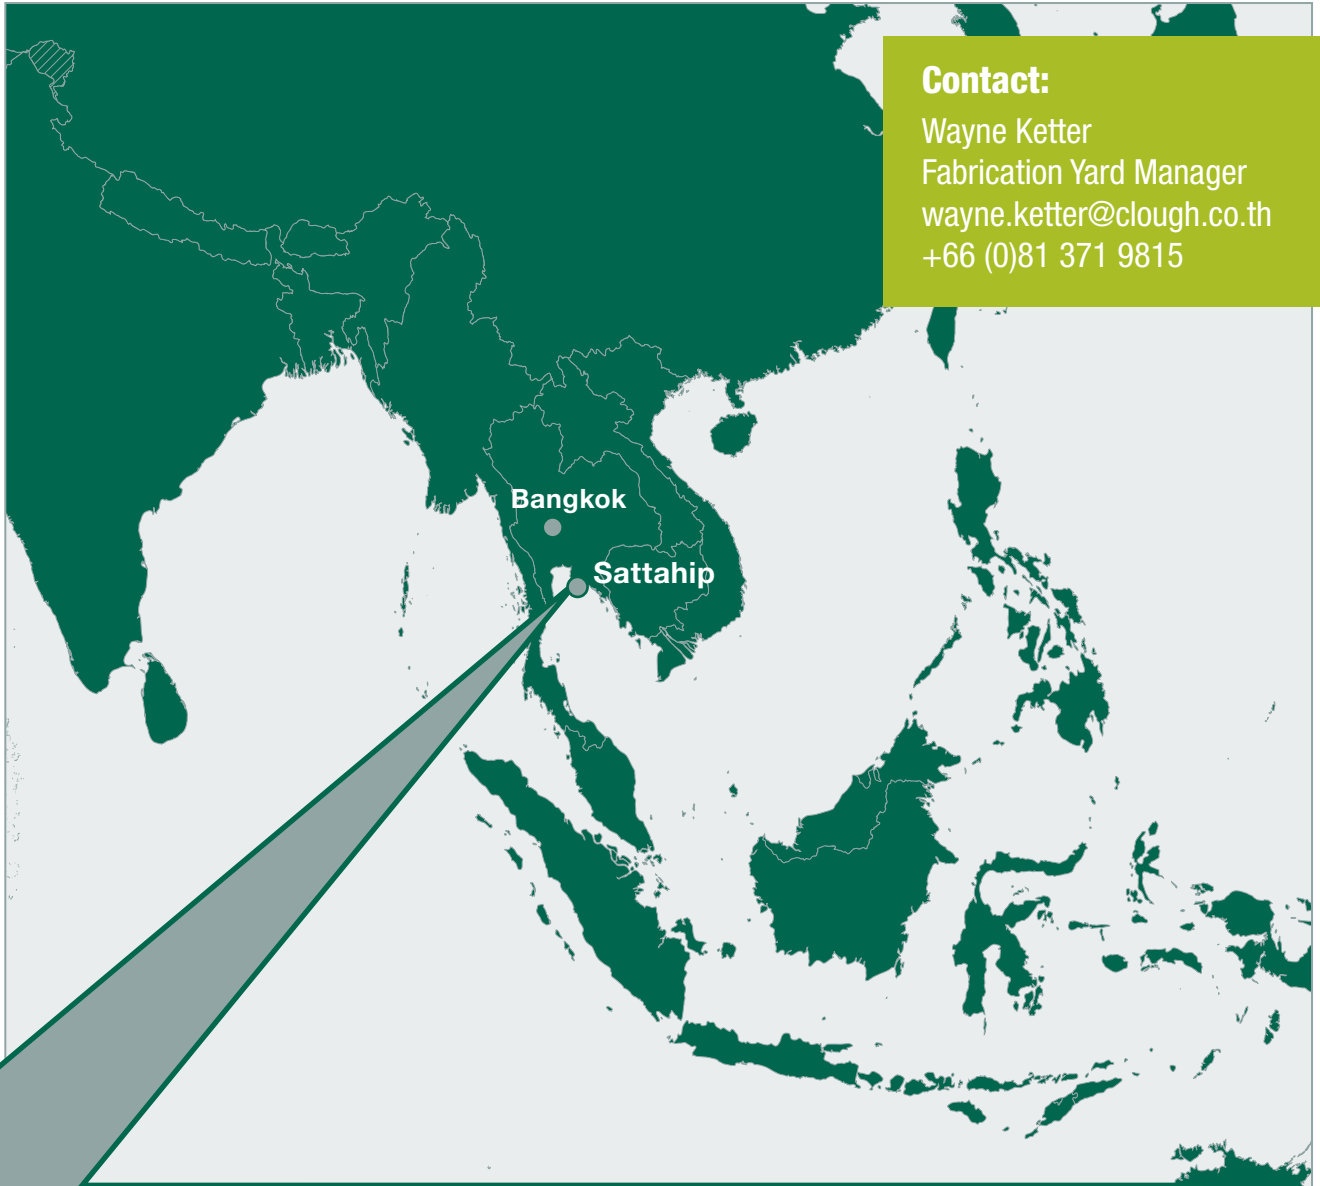 Contact:
Wayne Ketter
Fabrication Yard Manager
wayne.ketter@clough.co.th
+66 (0)81 371 9815
Bangkok
Sattahip